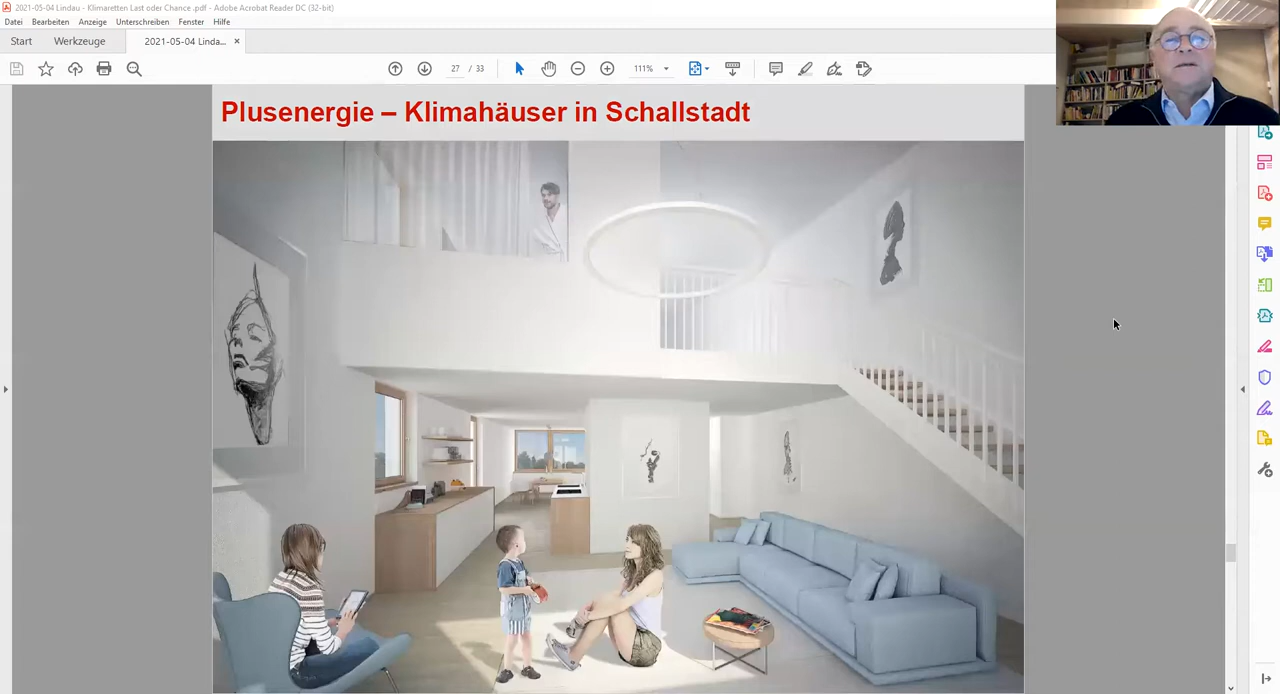 2021-05-04 Lindau - Klimaretten Last oder Chance .pdf - Adobe Acrobat Reader DC (32-bit)
Datei Bearbeiten Anzeige Unterschreiben Fenster Hilfe
Start Werkzeuge 2021-05-04 Linda... ×
27 / 33 111%
Plusenergie – Klimahäuser in Schallstadt